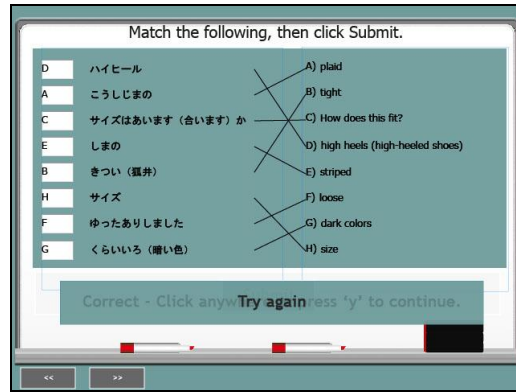 Match the following, then click Submit.
D ハイヒール A) plaid
A こうしじまの B) tight
C サイズはあいます（合います）か C) How does this fit?
E しまの D) high heels (high-heeled shoes)
B きつい（狐井） E) striped
H サイズ F) loose
F ゆったありしました G) dark colors
G くらいいろ（暗い色） H) size
Correct - Click anyw press ‘y’ to continue.
Try again
<< >>